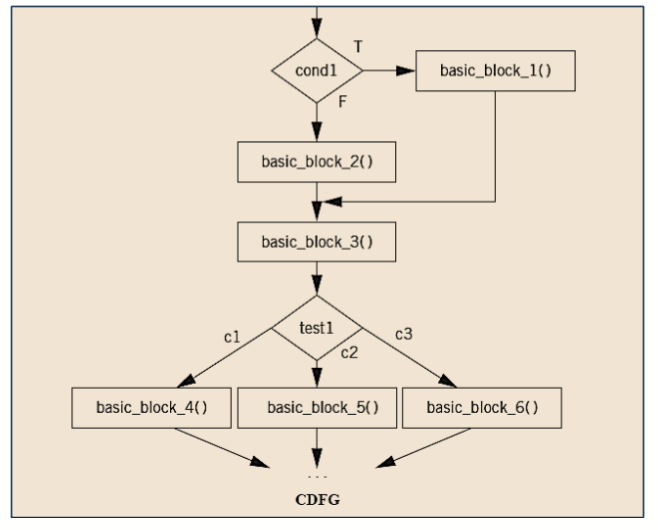 T
cond1
basic_block_1()
F
basic_block_2()
basic_block_3()
test1
c1
c2
c3
basic_block_4()
basic_block_5()
basic_block_6()
...
CDFG